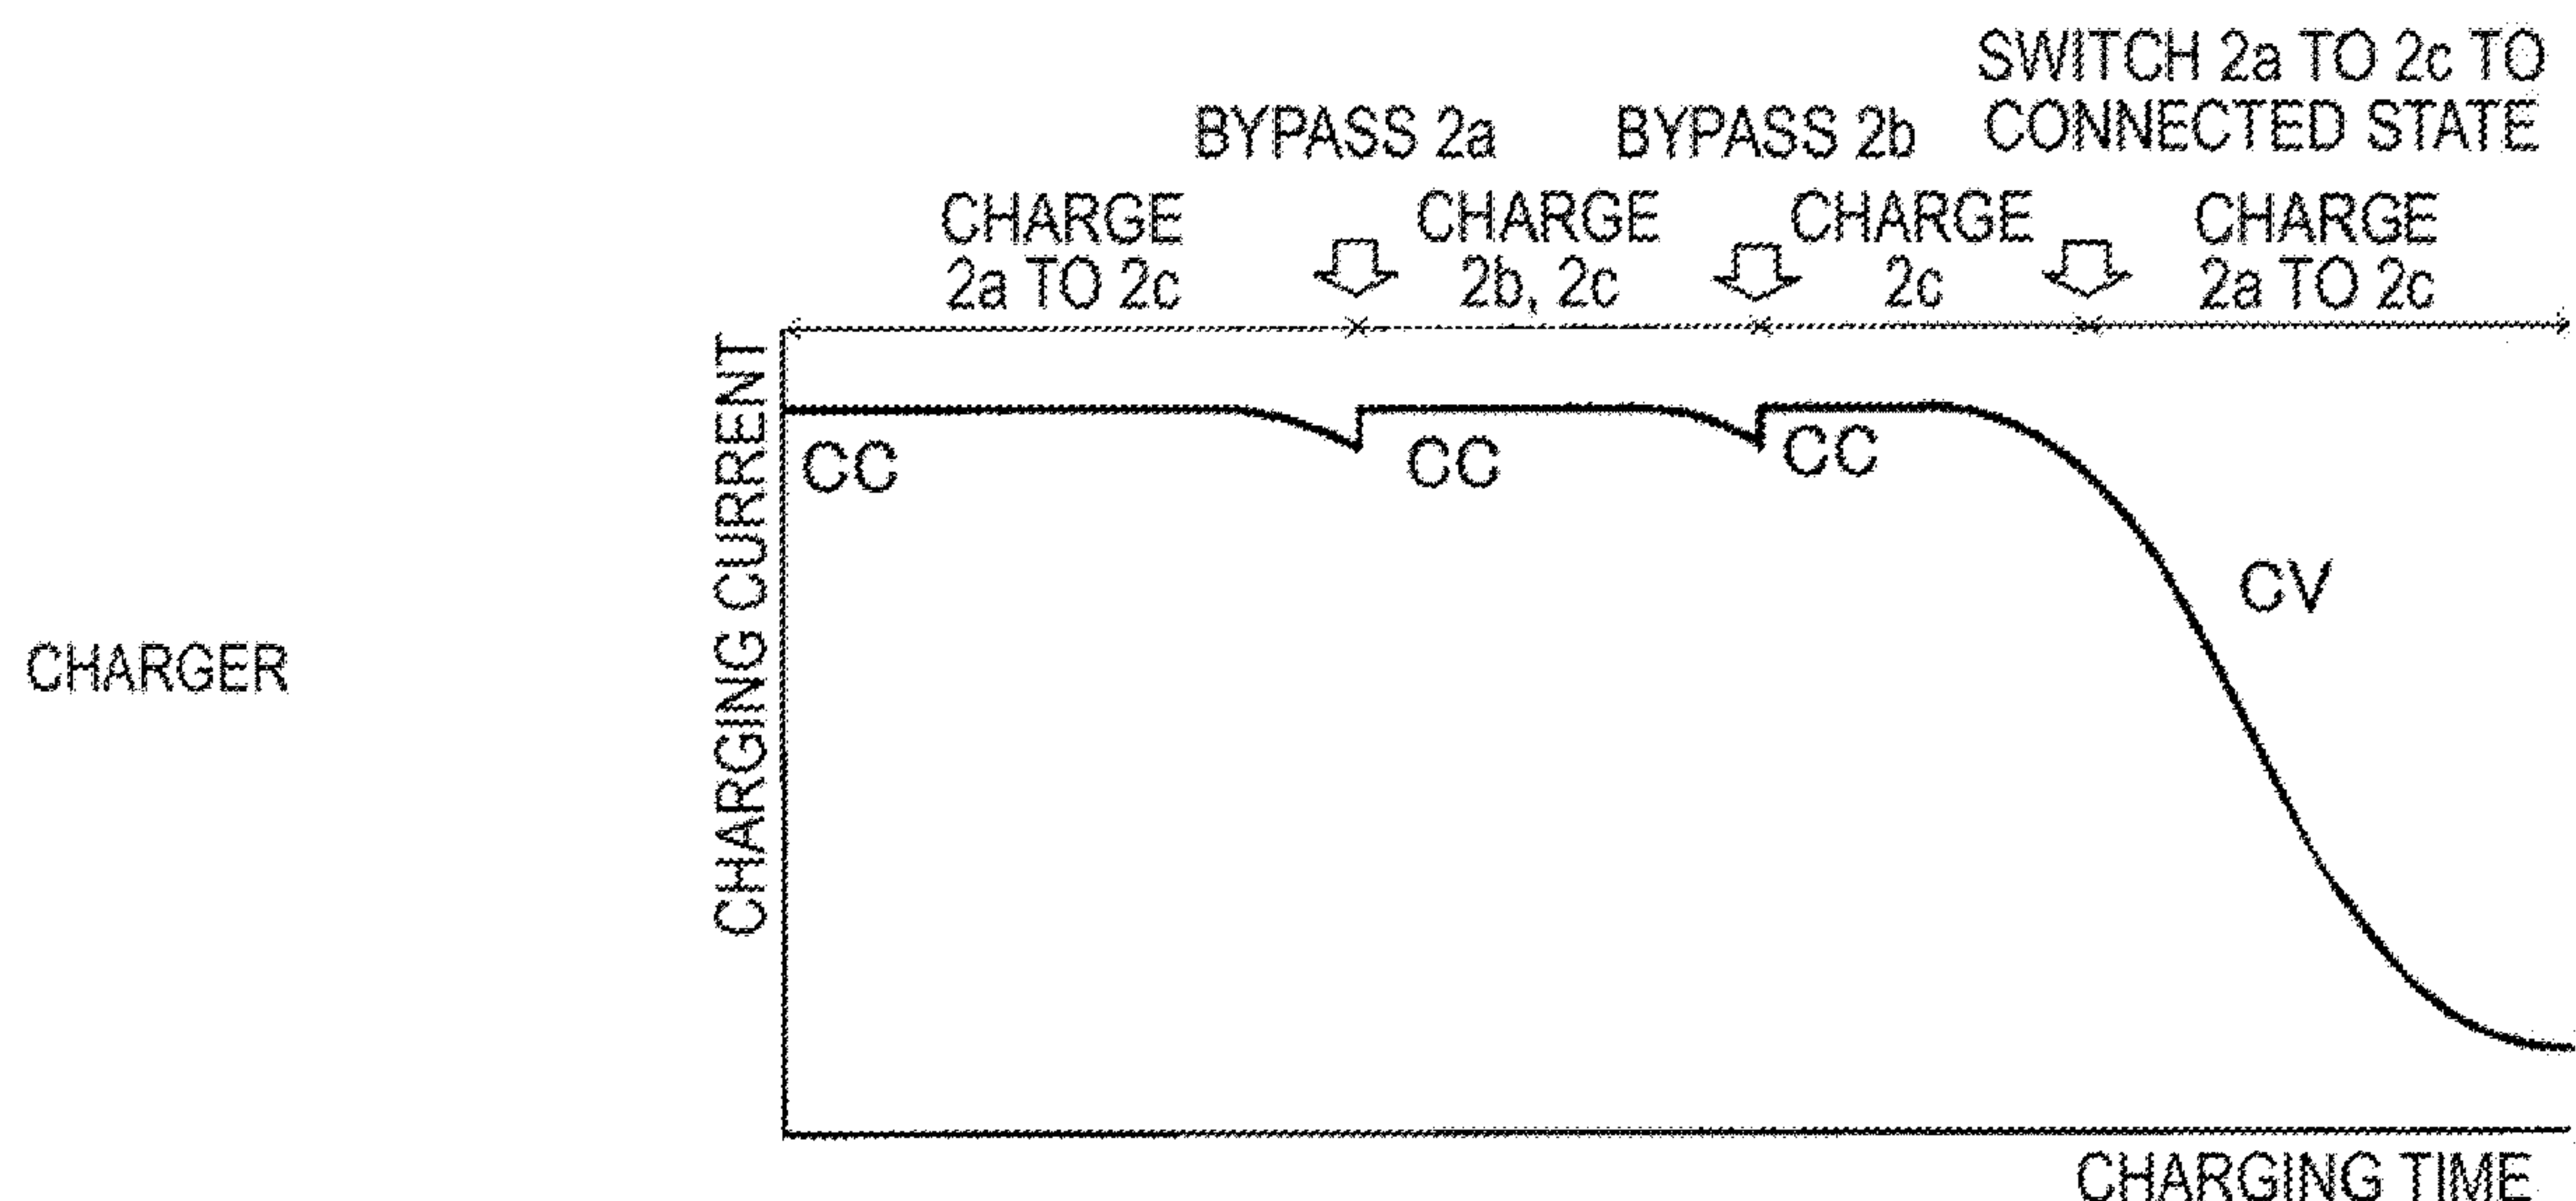 SWITCH 2a TO 2c TO
CONNECTED STATE
BYPASS 2a
BYPASS 2b
CHARGE
2a TO 2c
CHARGE
2b, 2c
CHARGE
2c
CHARGE
2a TO 2c
CHARGER
CHARGING CURRENT
CC
CC
CC
CV
CHARGING TIME